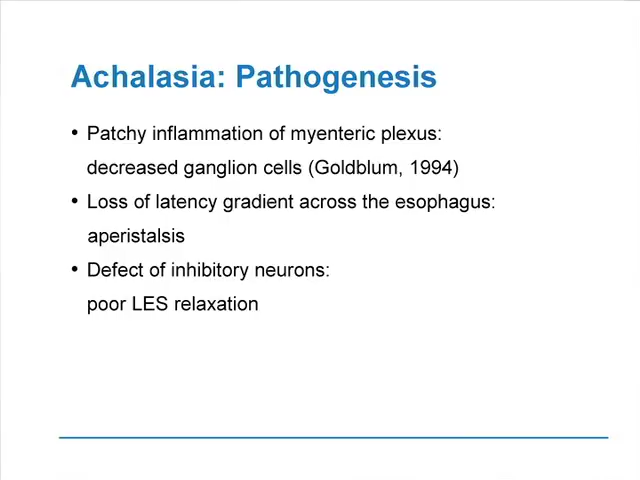 Achalasia: Pathogenesis
• Patchy inflammation of myenteric plexus:
decreased ganglion cells (Goldblum, 1994)
• Loss of latency gradient across the esophagus:
aperistalsis
• Defect of inhibitory neurons:
poor LES relaxation